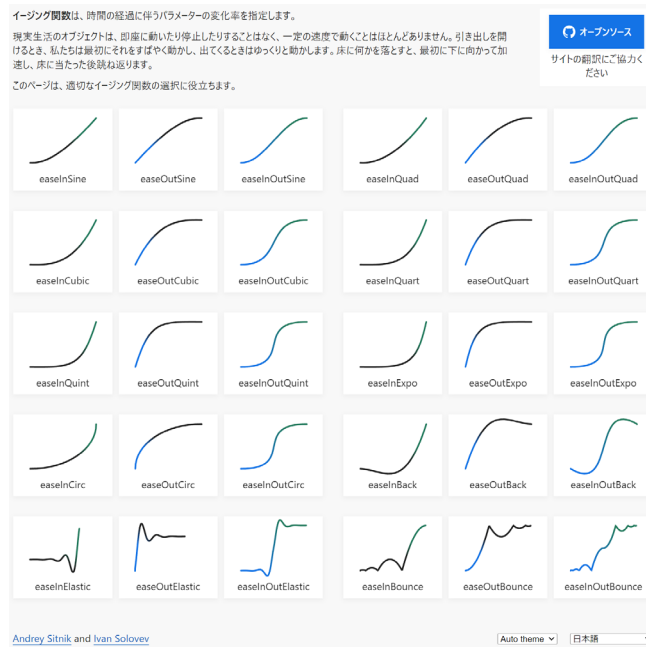 イージング関数は、時間の経過に伴うパラメーターの変化率を指定します。
現実生活のオブジェクトは、即座に動いたり停止したりすることはなく、一定の速度で動くことはほとんどありません。引き出しを開
けるとき、私たちは最初にそれをすばやく動かし、出てくるときはゆっくりと動かします。床に何かを落とすと、最初に下に向かって加
速し、床に当たった後跳ね返ります。
このページは、適切なイージング関数の選択に役立ちます。
オープンソース
サイトの翻訳にご協力く
ださい
easeInSine easeOutSine easeInOutSine easeInQuad easeOutQuad easeInOutQuad
easeInCubic easeOutCubic easeInOutCubic easeInQuart easeOutQuart easeInOutQuart
easeInQuint easeOutQuint easeInOutQuint easeInExpo easeOutExpo easeInOutExpo
easeInCirc easeOutCirc easeInOutCirc easeInBack easeOutBack easeInOutBack
easeInElastic easeOutElastic easeInOutElastic easeInBounce easeOutBounce easeInOutBounce
Andrey Sitnik and Ivan Solovev
Auto theme 日本語